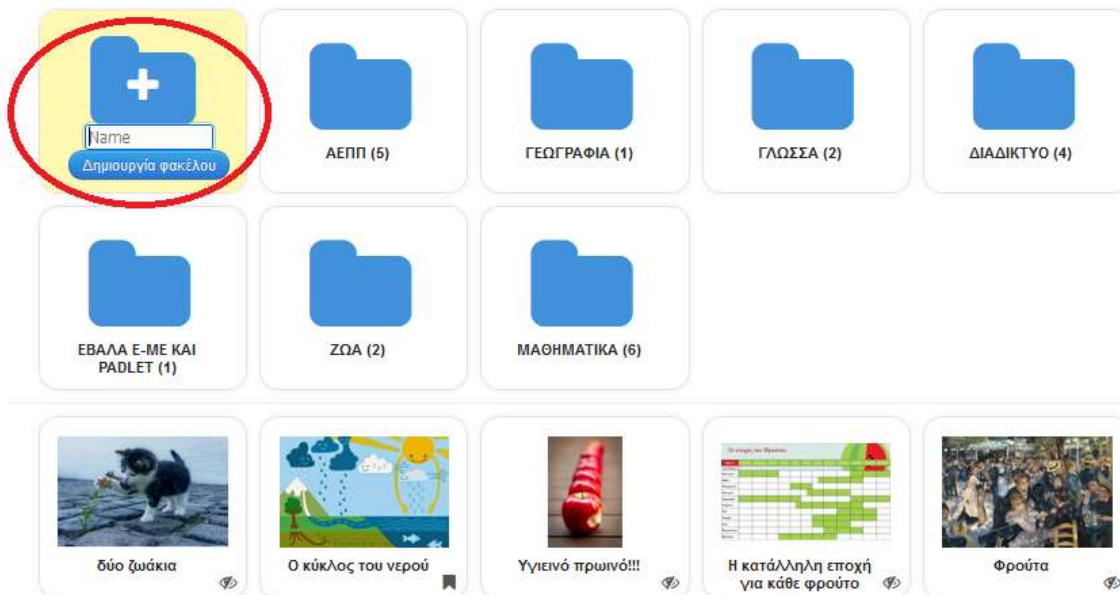 Name
Δημιουργία φακέλου
ΑΕΠΠ (5)
ΓΕΩΓΡΑΦΙΑ (1)
ΓΛΩΣΣΑ (2)
ΔΙΑΔΙΚΤΥΟ (4)
ΕΒΑΛΑ E-ME ΚΑΙ
PADLET (1)
ΖΩΑ (2)
ΜΑΘΗΜΑΤΙΚΑ (6)
δύο ζωάκια
Ο κύκλος του νερού
Υγιεινό πρωινό!!!
Η κατάλληλη εποχή
για κάθε φρούτο
Φρούτα